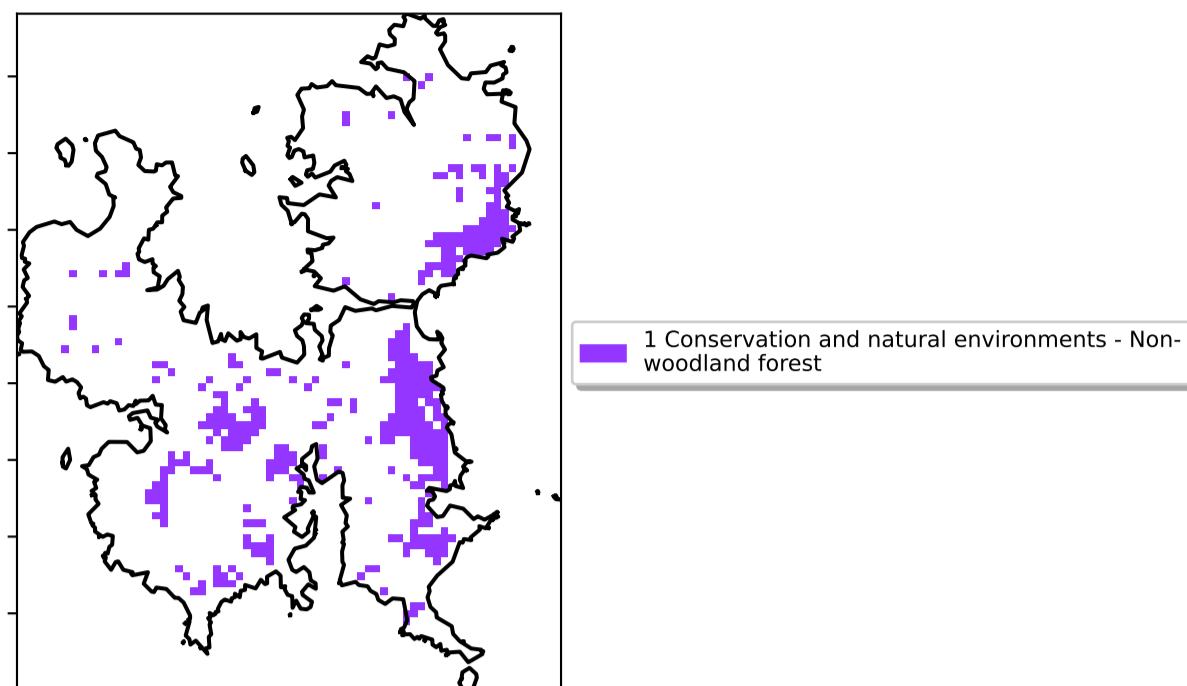 1 Conservation and natural environments - Non-
woodland forest